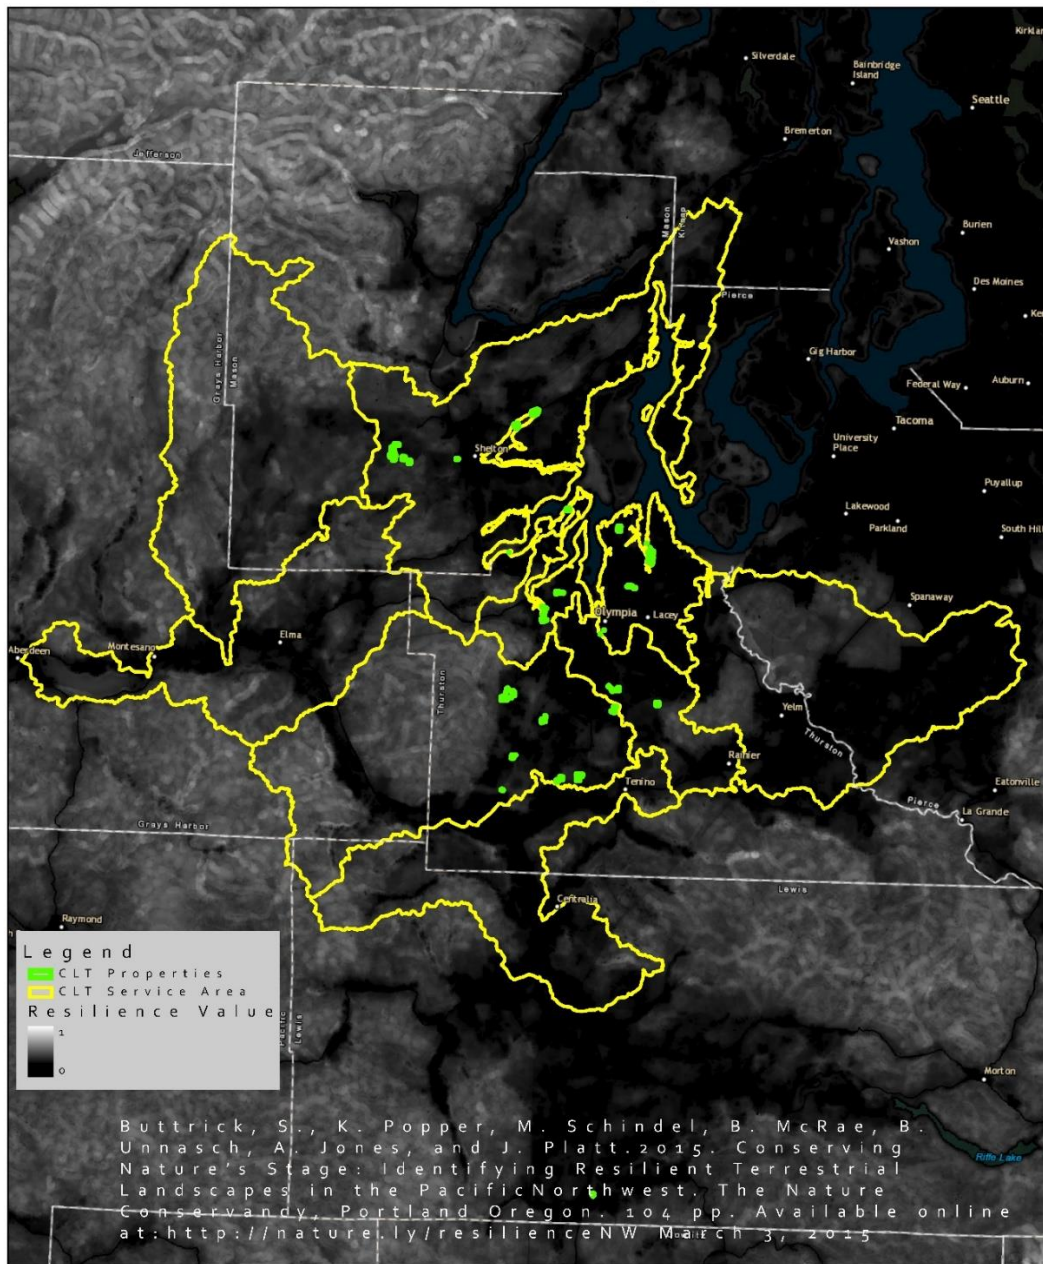 Kirklan
Silverdale
Bainbridge
Island
Seattle
Bremerton
Jefferson
Mason
Kitsap
Burien
Vashon
Des Moines
Pierce
Ken
Grays Harbor
Mason
Gig Harbor
Federal Way
Auburn
Tacoma
University
Place
Shelton
Puyallup
Lakewood
Parkland
South Hill
Spanaway
Olympia
Lacey
Elma
Montesano
Aberdeen
Thurston
Yelm
Thurston
Rainier
Tenino
Eatonville
Pierce
La Grande
Grays Harbor
Lewis
Centralia
Raymond
Legend
CLT Properties
CLT Service Area
Resilience Value
1
0
Pacific
Lewis
Morton
Riffe Lake
Buttrick, S., K. Popper, M. Schindel, B. McRae, B.
Unnasch, A. Jones, and J. Platt.2015. Conserving
Nature's Stage: Identifying Resilient Terrestrial
Landscapes in the PacificNorthwest. The Nature
Conservancy, Portland Oregon. 104 pp. Available online
at:http://nature.ly/resilienceNW March 3, 2015